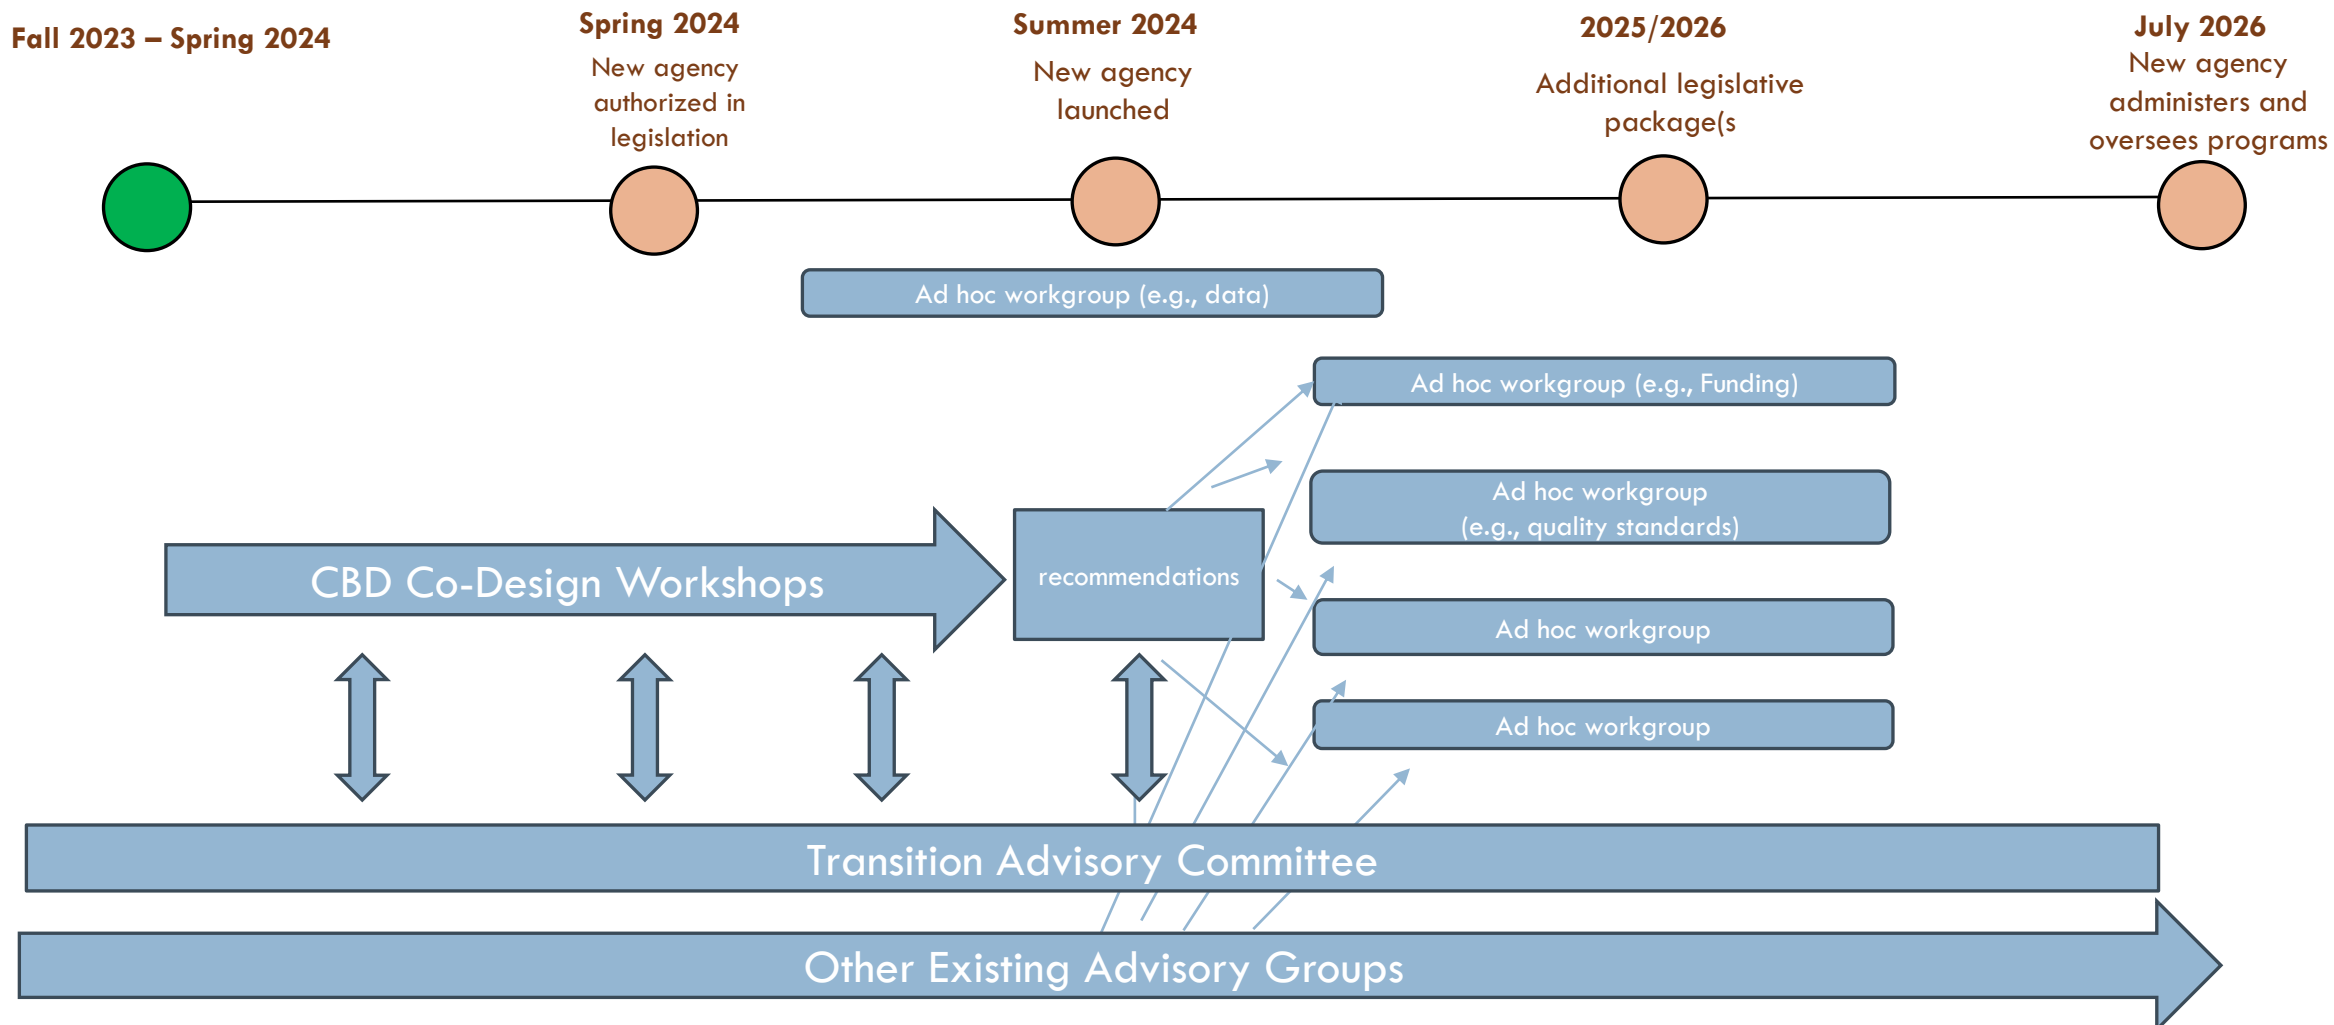 Fall 2023 – Spring 2024
Spring 2024
New agency
authorized in
legislation
Summer 2024
New agency
launched
2025/2026
Additional legislative
package(s
July 2026
New agency
administers and
oversees programs
Ad hoc workgroup (e.g., data)
Ad hoc workgroup (e.g., Funding)
Ad hoc workgroup
(e.g., quality standards)
CBD Co-Design Workshops
recommendations
Ad hoc workgroup
Ad hoc workgroup
Transition Advisory Committee
Other Existing Advisory Groups